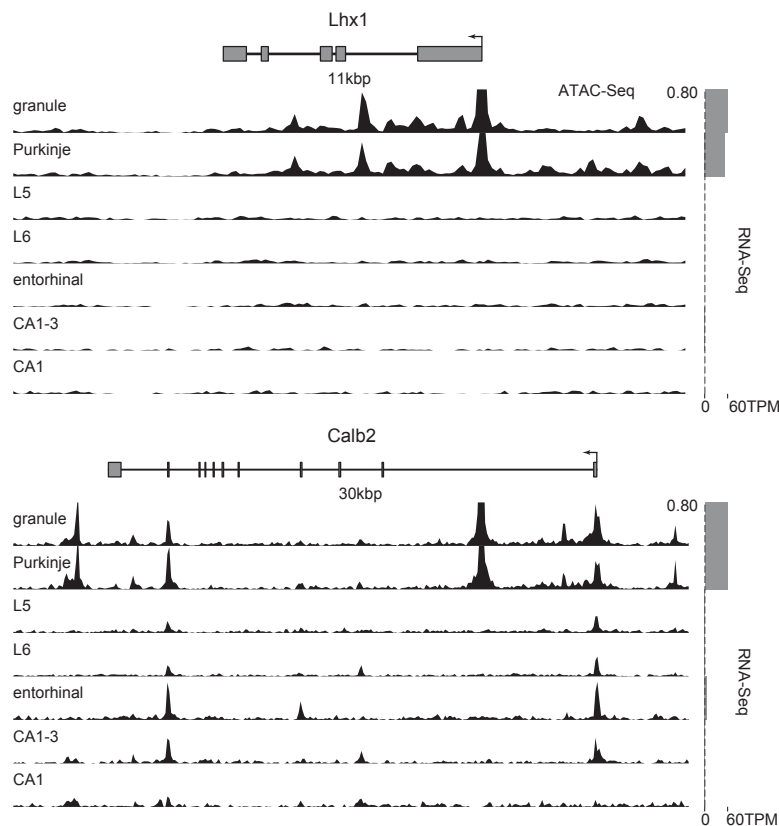 Lhx1
11kbp
ATAC-Seq
0.80
granule
Purkinje
L5
L6
entorhinal
CA1-3
CA1
RNA-Seq
0
60TPM
Calb2
30kbp
0.80
granule
Purkinje
L5
L6
entorhinal
CA1-3
CA1
RNA-Seq
0
60TPM